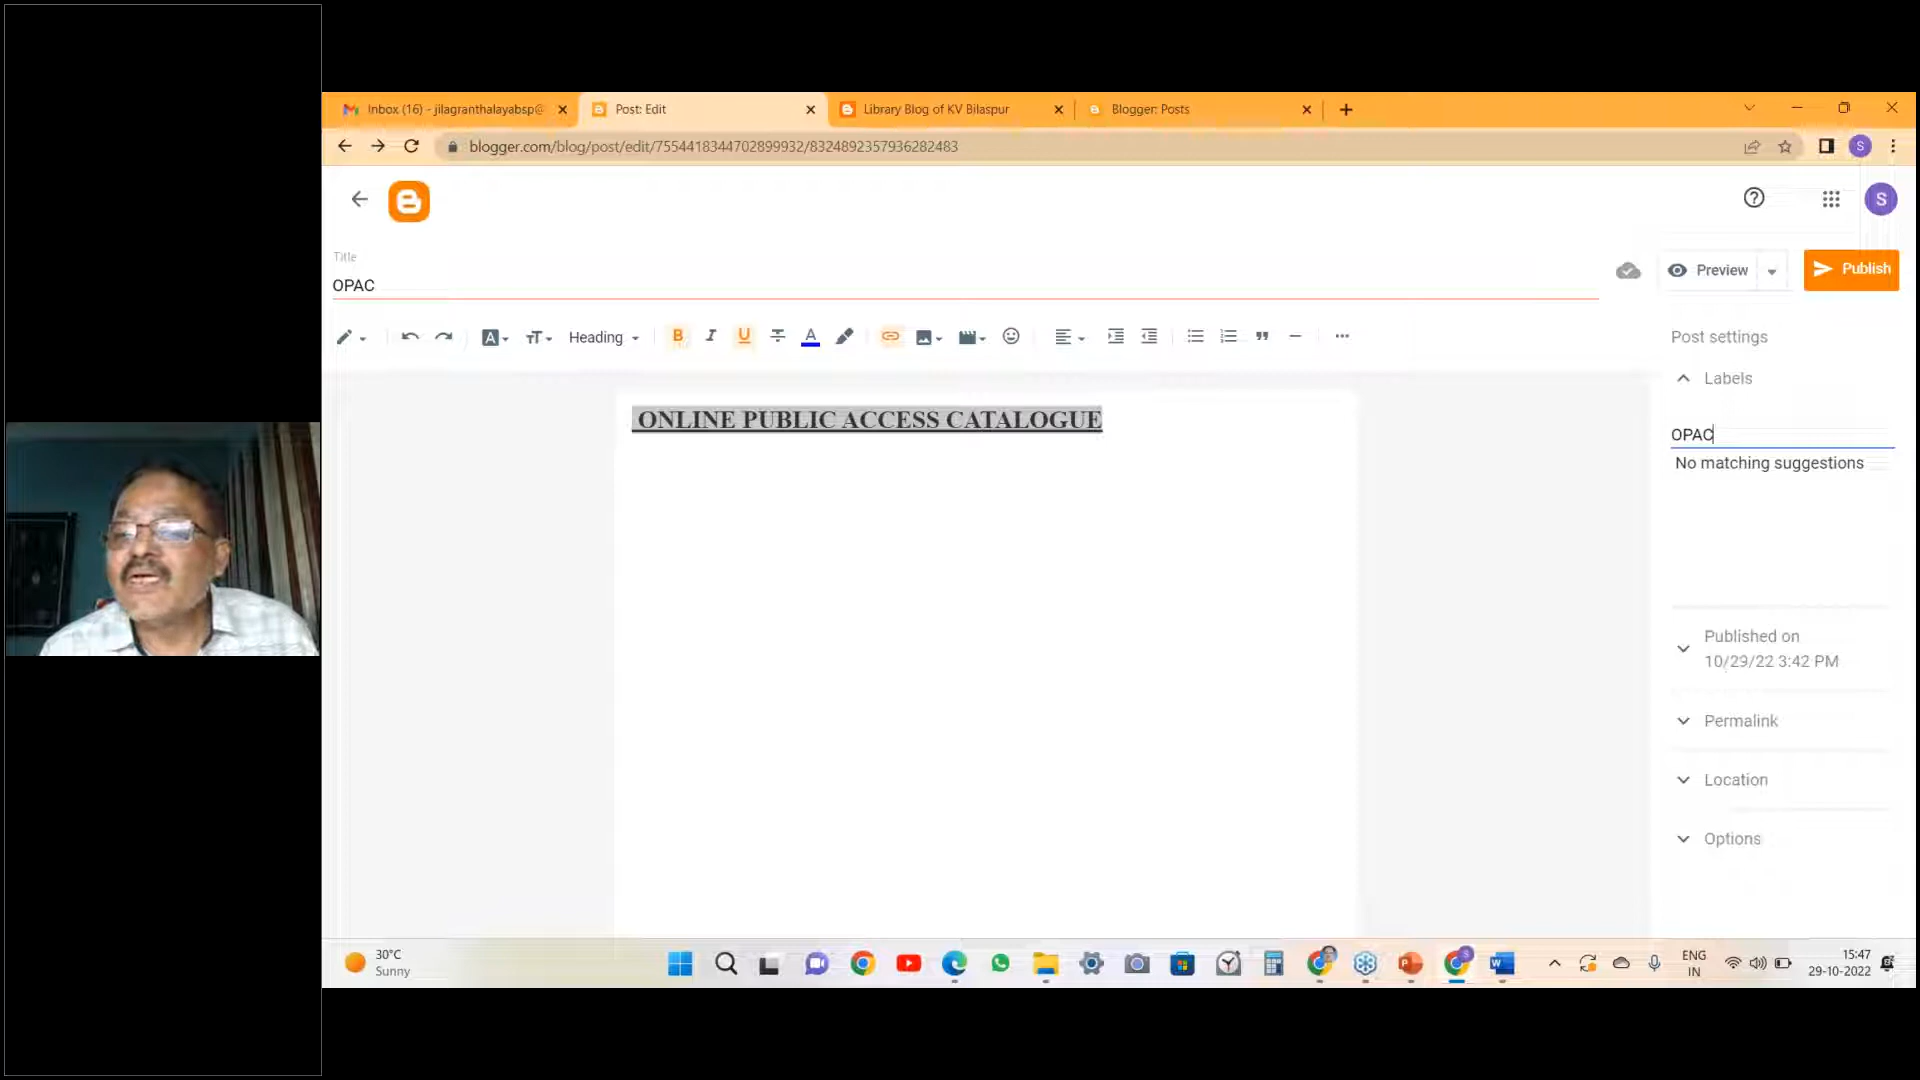 Inbox (16) - jilagranthalayabsp@
Post: Edit
Library Blog of KV Bilaspur
Blogger: Posts
blogger.com/blog/post/edit/7554418344702899932/8324892357936282483
S
S
Title
OPAC
Preview
Publish
Heading
Post settings
Labels
OPAC
No matching suggestions
ONLINE PUBLIC ACCESS CATALOGUE
Published on
10/29/22 3:42 PM
Permalink
Location
Options
30°C
Sunny
ENG
IN
15:47
29-10-2022